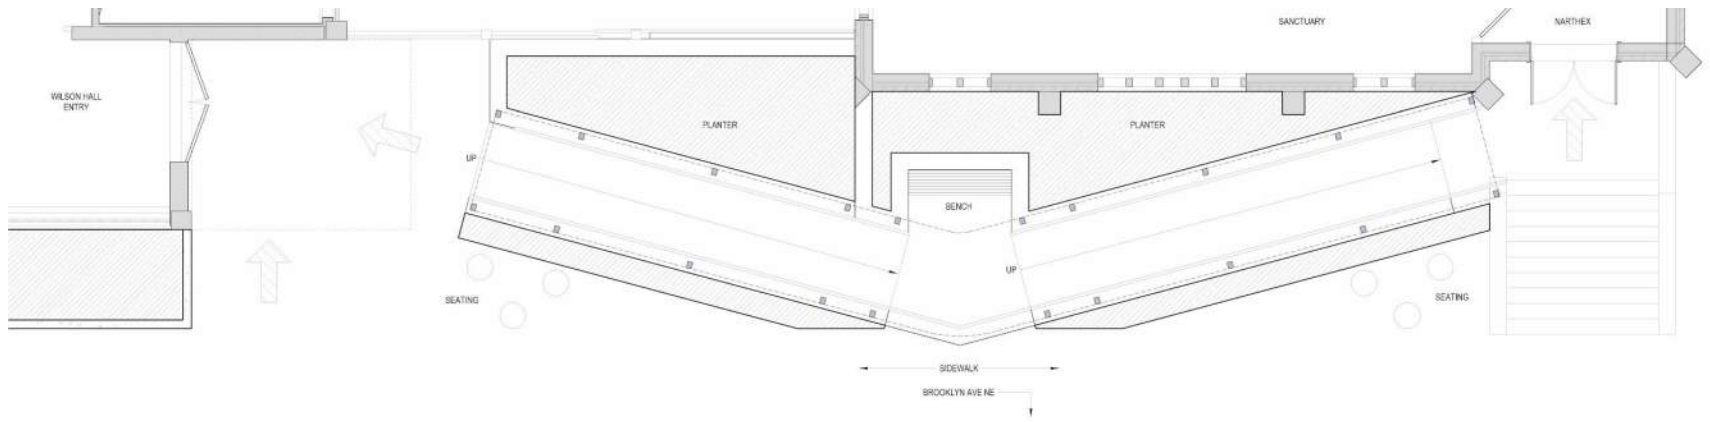 SANCTUARY
NARTHEX
WILSON HALL
ENTRY
PLANTER
PLANTER
UP
BENCH
UP
SEATING
SEATING
SIDEWALK
BROOKLYN AVE NE